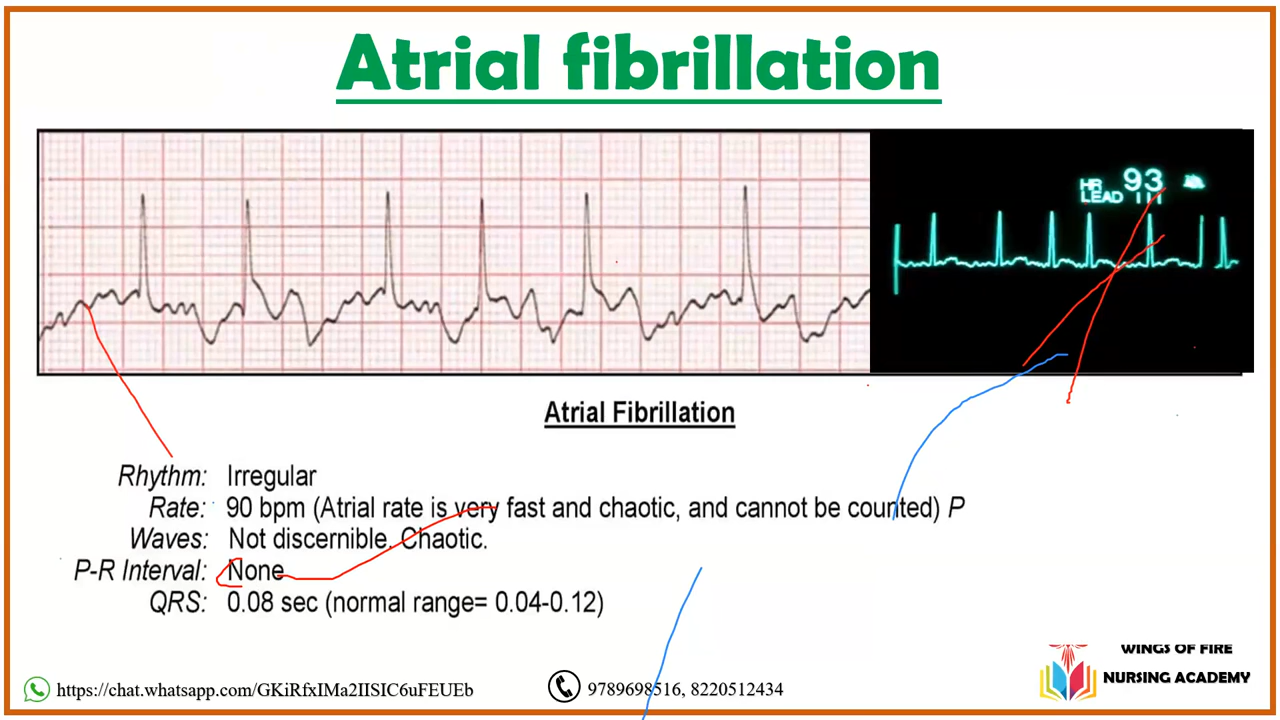 Atrial fibrillation
HR 93
LEAD III
Atrial Fibrillation
Rhythm: Irregular
Rate: 90 bpm (Atrial rate is very fast and chaotic, and cannot be counted) P
Waves: Not discernible. Chaotic.
P-R Interval: None
QRS: 0.08 sec (normal range= 0.04-0.12)
https://chat.whatsapp.com/GKiRfxIMa2IISIC6uFEUEb
9789698516, 8220512434
WINGS OF FIRE
NURSING ACADEMY